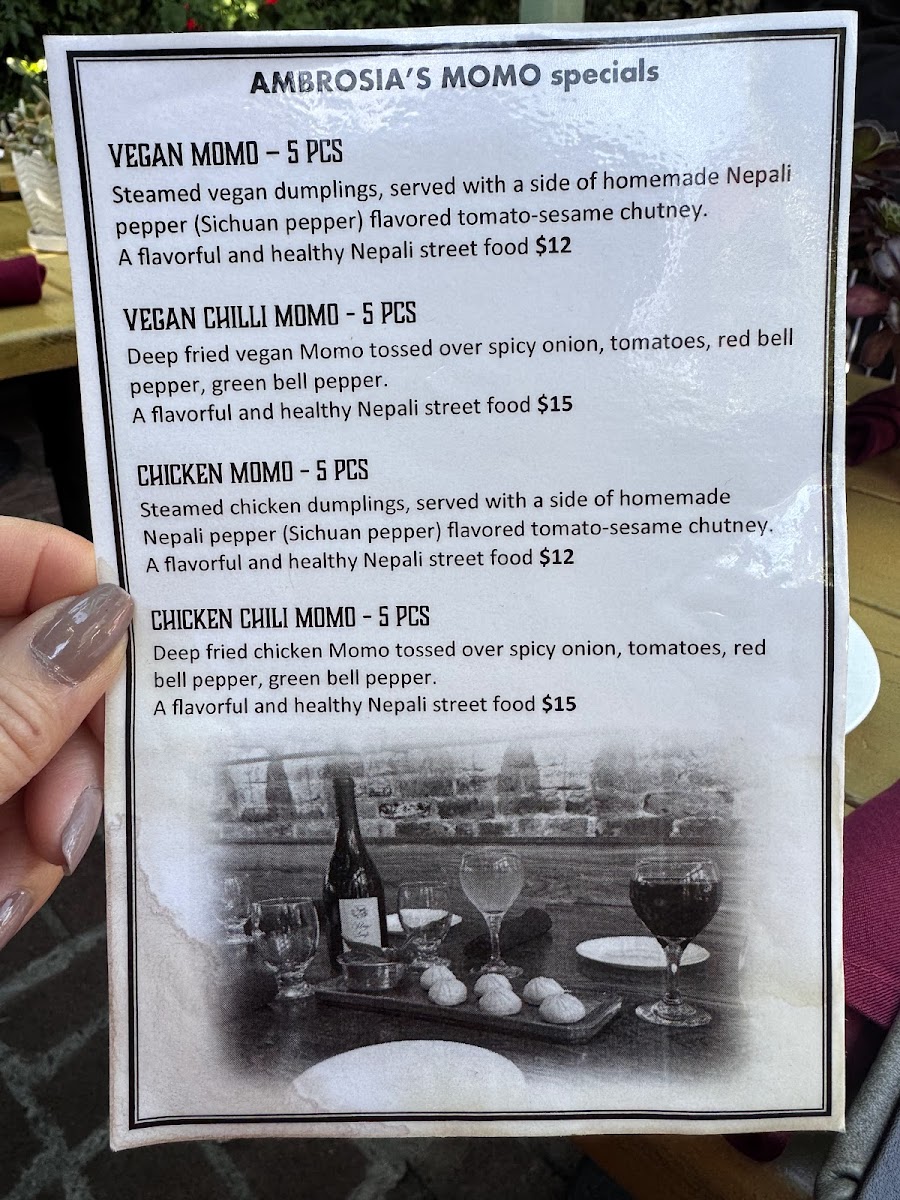 AMBROSIA'S MOMO specials
VEGAN MOMO – 5 PCS
Steamed vegan dumplings, served with a side of homemade Nepali
pepper (Sichuan pepper) flavored tomato-sesame chutney.
A flavorful and healthy Nepali street food $12
VEGAN CHILLI MOMO - 5 PCS
Deep fried vegan Momo tossed over spicy onion, tomatoes, red bell
pepper, green bell pepper.
A flavorful and healthy Nepali street food $15
CHICKEN MOMO - 5 PCS
Steamed chicken dumplings, served with a side of homemade
Nepali pepper (Sichuan pepper) flavored tomato-sesame chutney.
A flavorful and healthy Nepali street food $12
CHICKEN CHILI MOMO - 5 PCS
Deep fried chicken Momo tossed over spicy onion, tomatoes, red
bell pepper, green bell pepper.
A flavorful and healthy Nepali street food $15